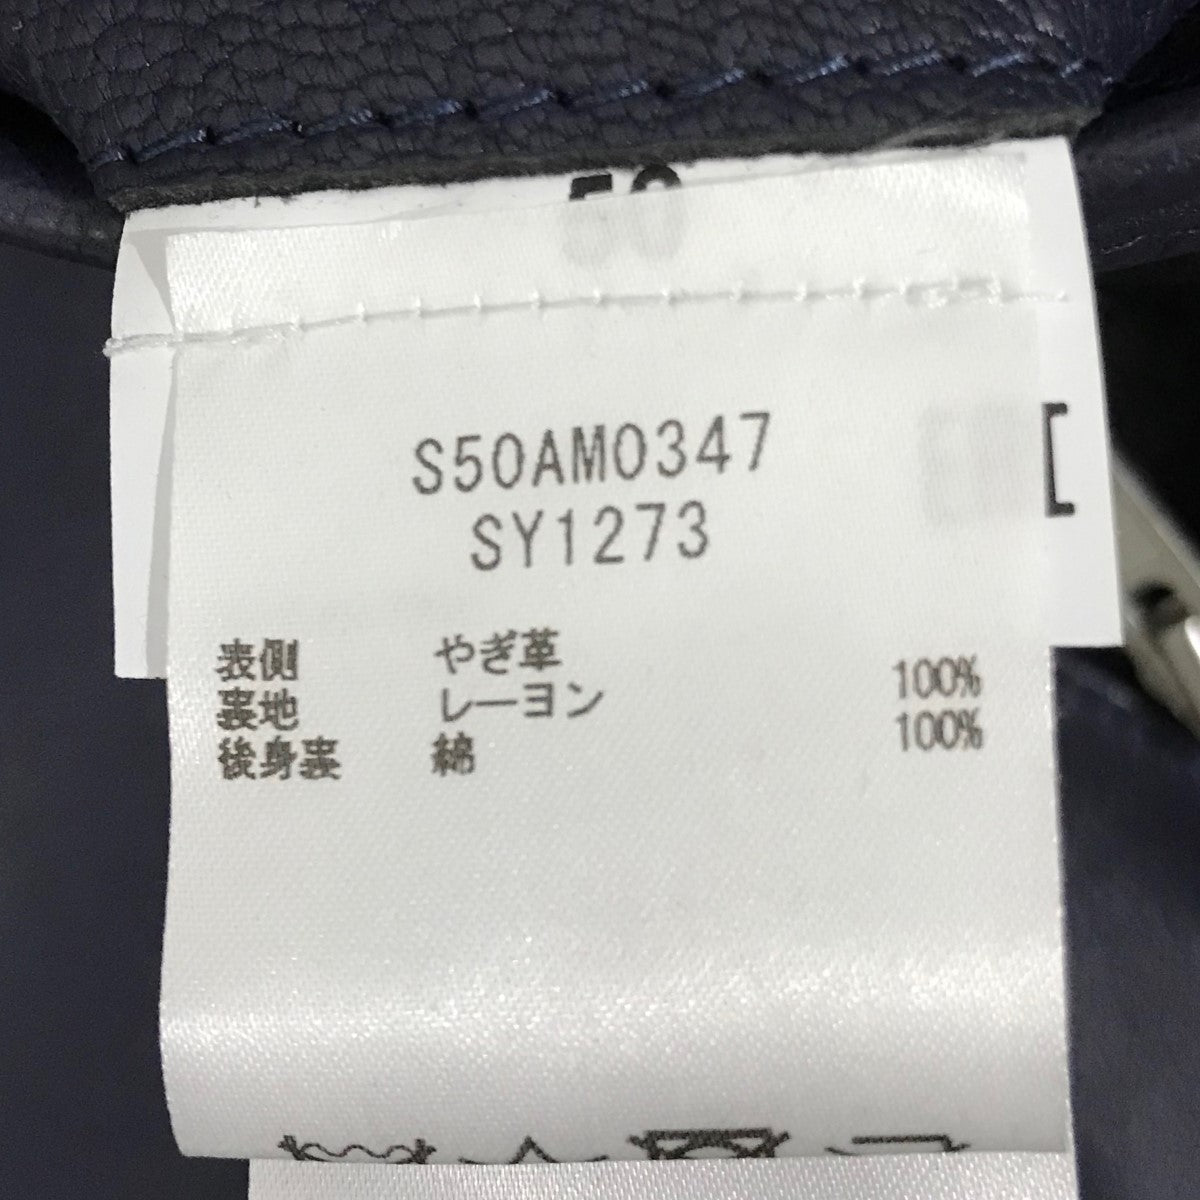 50
S50AM0347
SY1273
表側 やぎ革
裏地 レーヨン 100%
後身裏 綿 100%